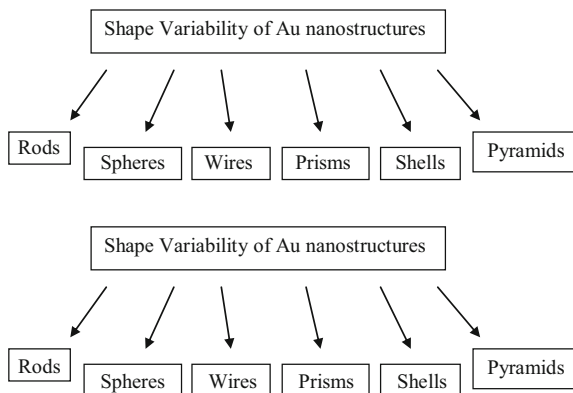 Shape Variability of Au nanostructures
Rods
Spheres
Wires
Prisms
Shells
Pyramids
Shape Variability of Au nanostructures
Rods
Spheres
Wires
Prisms
Shells
Pyramids